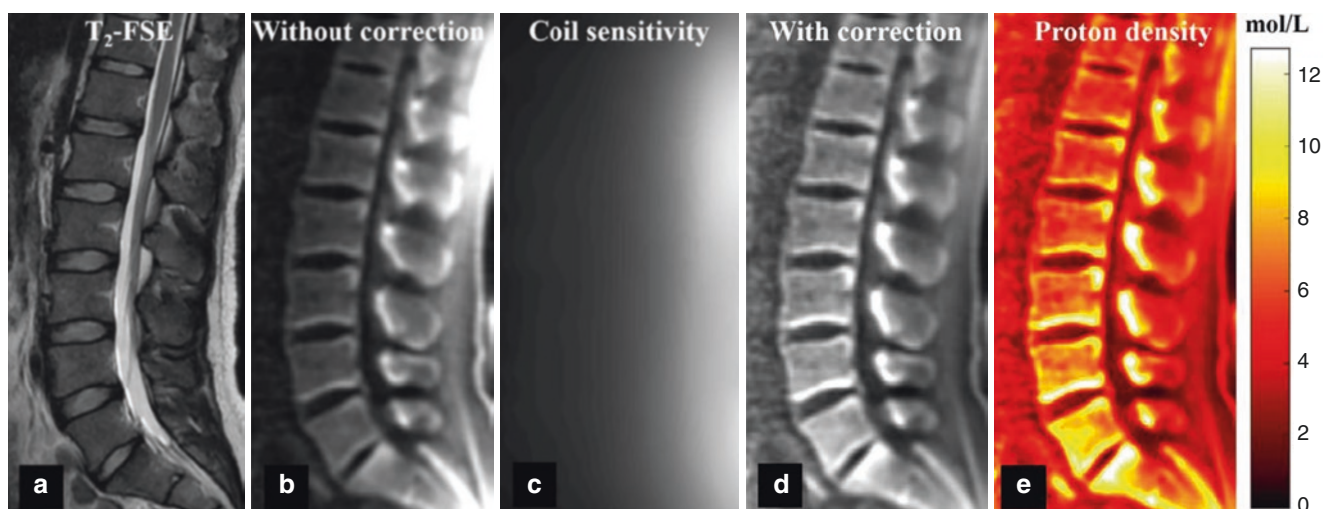 T₂-FSE
Without correction
Coil sensitivity
With correction
Proton density
mol/L
12
10
8
6
4
2
0
a
b
c
d
e